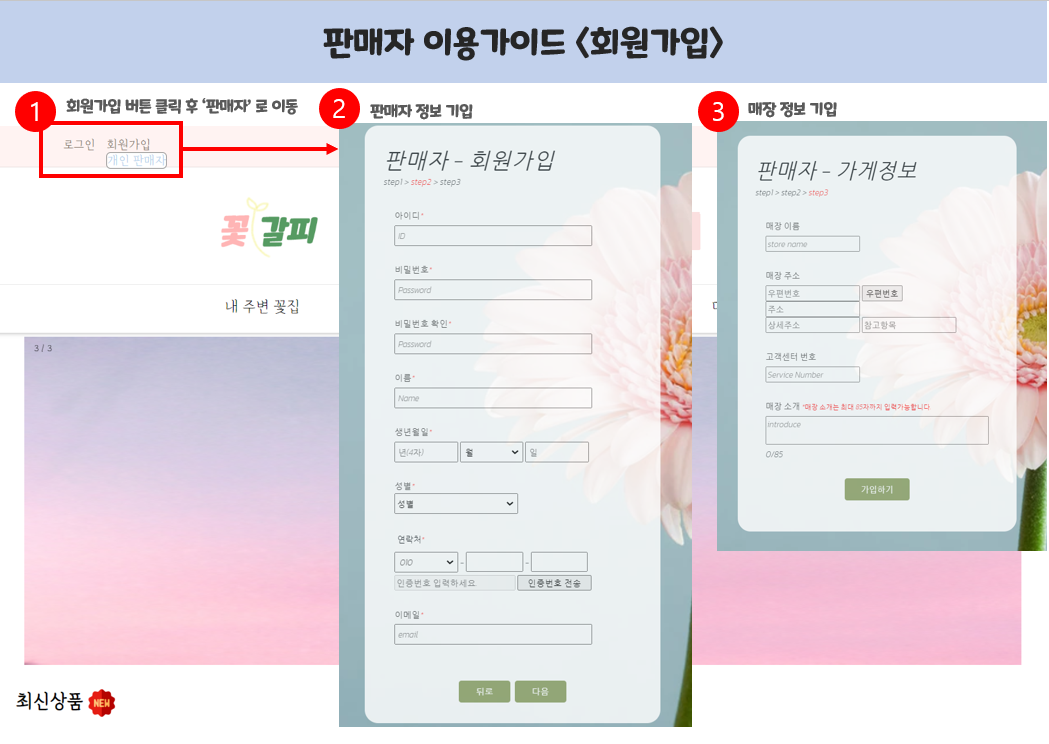 판매자 이용가이드 <회원가입>
1 회원가입 버튼 클릭 후 '판매자' 로 이동
로그인 회원가입
개인 판매자
꽃갈피
내 주변 꽃집
3 / 3
최신상품 NEW
2 판매자 정보 기입
판매자 - 회원가입
step1 > step2 > step3
아이디*
ID
비밀번호*
Password
비밀번호 확인*
Password
이름*
Name
생년월일*
년(4자) 월 일
성별*
성별
연락처*
010 - -
인증번호 입력하세요 인증번호 전송
이메일*
email
뒤로 다음
3 매장 정보 기입
판매자 - 가게정보
step1 > step2 > step3
매장 이름
store name
매장 주소
우편번호 우편번호
주소
상세주소 참고항목
고객센터 번호
Service Number
매장 소개 *매장 소개는 최대 85자까지 입력가능합니다
introduce
0/85
가입하기